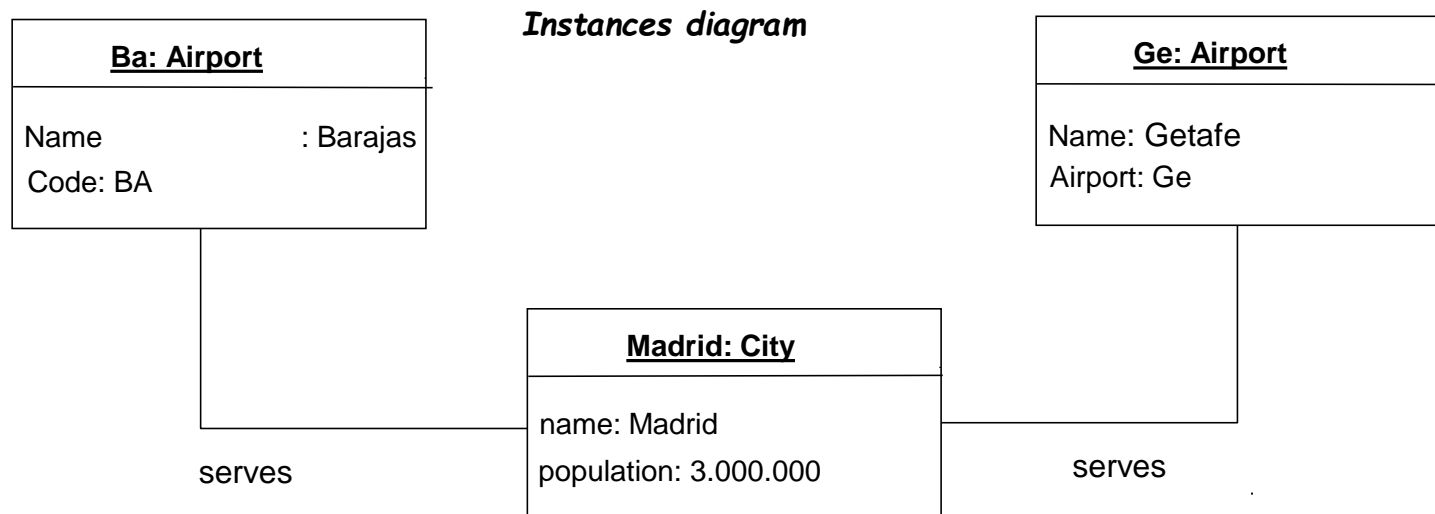 Instances diagram
Ba: Airport
Name : Barajas
Code: BA
Ge: Airport
Name: Getafe
Airport: Ge
Madrid: City
name: Madrid
population: 3.000.000
serves
serves